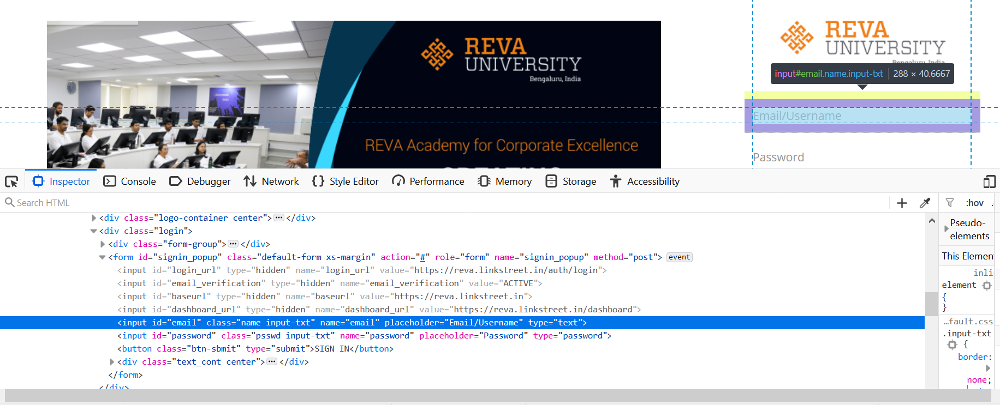 REVA
UNIVERSITY
Bengaluru, India
REVA Academy for Corporate Excellence
REVA
UNIVERSITY
Bengaluru, India
input#email.name.input-txt | 288 × 40.6667
Email/Username
Password
Inspector Console Debugger Network Style Editor Performance Memory Storage Accessibility
Search HTML
:hov
<div class="logo-container center">•••</div>
<div class="login">
<div class="form-group">•••</div>
<form id="signin_popup" class="default-form xs-margin" action="#" role="form" name="signin_popup" method="post"> event
<input id="login_url" type="hidden" name="login_url" value="https://reva.linkstreet.in/auth/login">
<input id="email_verification" type="hidden" name="email_verification" value="ACTIVE">
<input id="baseurl" type="hidden" name="baseurl" value="https://reva.linkstreet.in">
<input id="dashboard_url" type="hidden" name="dashboard_url" value="https://reva.linkstreet.in/dashboard">
<input id="email" class="name input-txt" name="email" placeholder="Email/Username" type="text">
<input id="password" class="psswd input-txt" name="password" placeholder="Password" type="password">
<button class="btn-sbmit" type="submit">SIGN IN</button>
<div class="text_cont center">•••</div>
</form>
</div>
Pseudo-
elements
This Elemen
inli
element
{
}
…fault.css
.input-txt
{
border:
none;